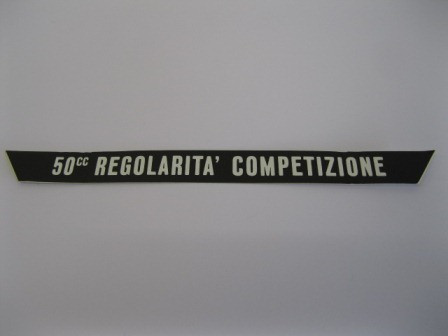 50cc REGOLARITA' COMPETIZIONE